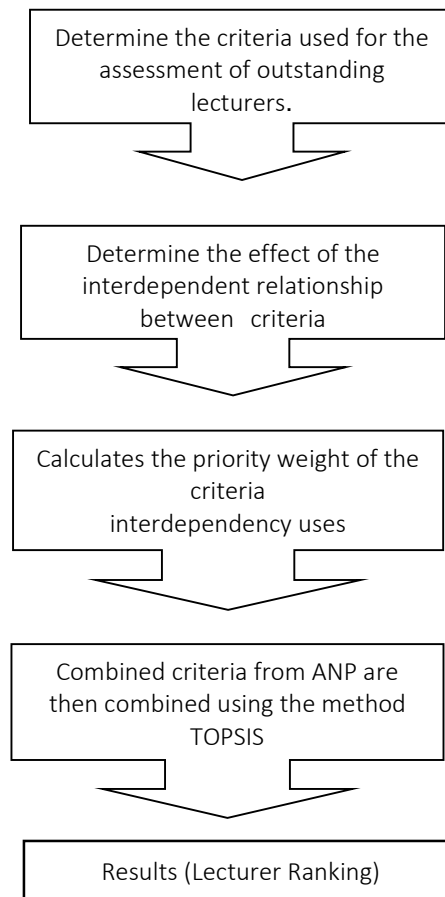 Determine the criteria used for the
assessment of outstanding
lecturers.
Determine the effect of the
interdependent relationship
between criteria
Calculates the priority weight of the
criteria
interdependency uses
Combined criteria from ANP are
then combined using the method
TOPSIS
Results (Lecturer Ranking)